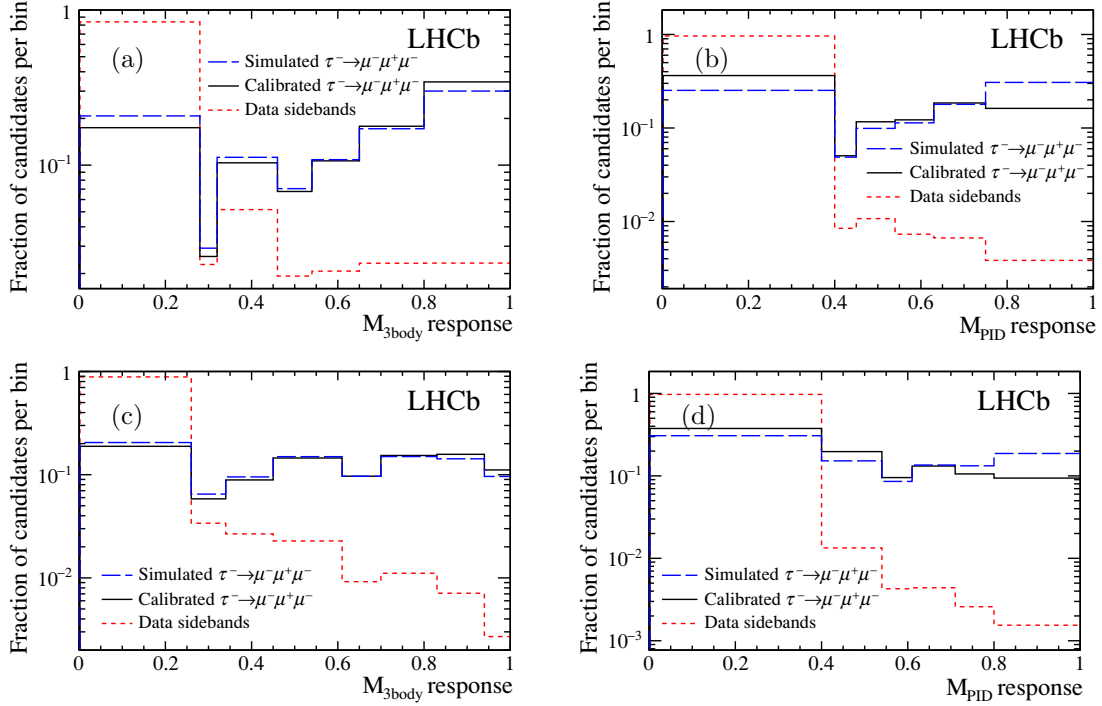 Fraction of candidates per bin
1
10⁻¹
(a)
LHCb
Simulated τ⁻→μ⁻μ⁺μ⁻
Calibrated τ⁻→μ⁻μ⁺μ⁻
Data sidebands
0 0.2 0.4 0.6 0.8 1
M3body response
Fraction of candidates per bin
1
10⁻¹
10⁻²
(b)
LHCb
Simulated τ⁻→μ⁻μ⁺μ⁻
Calibrated τ⁻→μ⁻μ⁺μ⁻
Data sidebands
0 0.2 0.4 0.6 0.8 1
MPID response
Fraction of candidates per bin
1
10⁻¹
10⁻²
(c)
LHCb
Simulated τ⁻→μ⁻μ⁺μ⁻
Calibrated τ⁻→μ⁻μ⁺μ⁻
Data sidebands
0 0.2 0.4 0.6 0.8 1
M3body response
Fraction of candidates per bin
1
10⁻¹
10⁻²
10⁻³
(d)
LHCb
Simulated τ⁻→μ⁻μ⁺μ⁻
Calibrated τ⁻→μ⁻μ⁺μ⁻
Data sidebands
0 0.2 0.4 0.6 0.8 1
MPID response